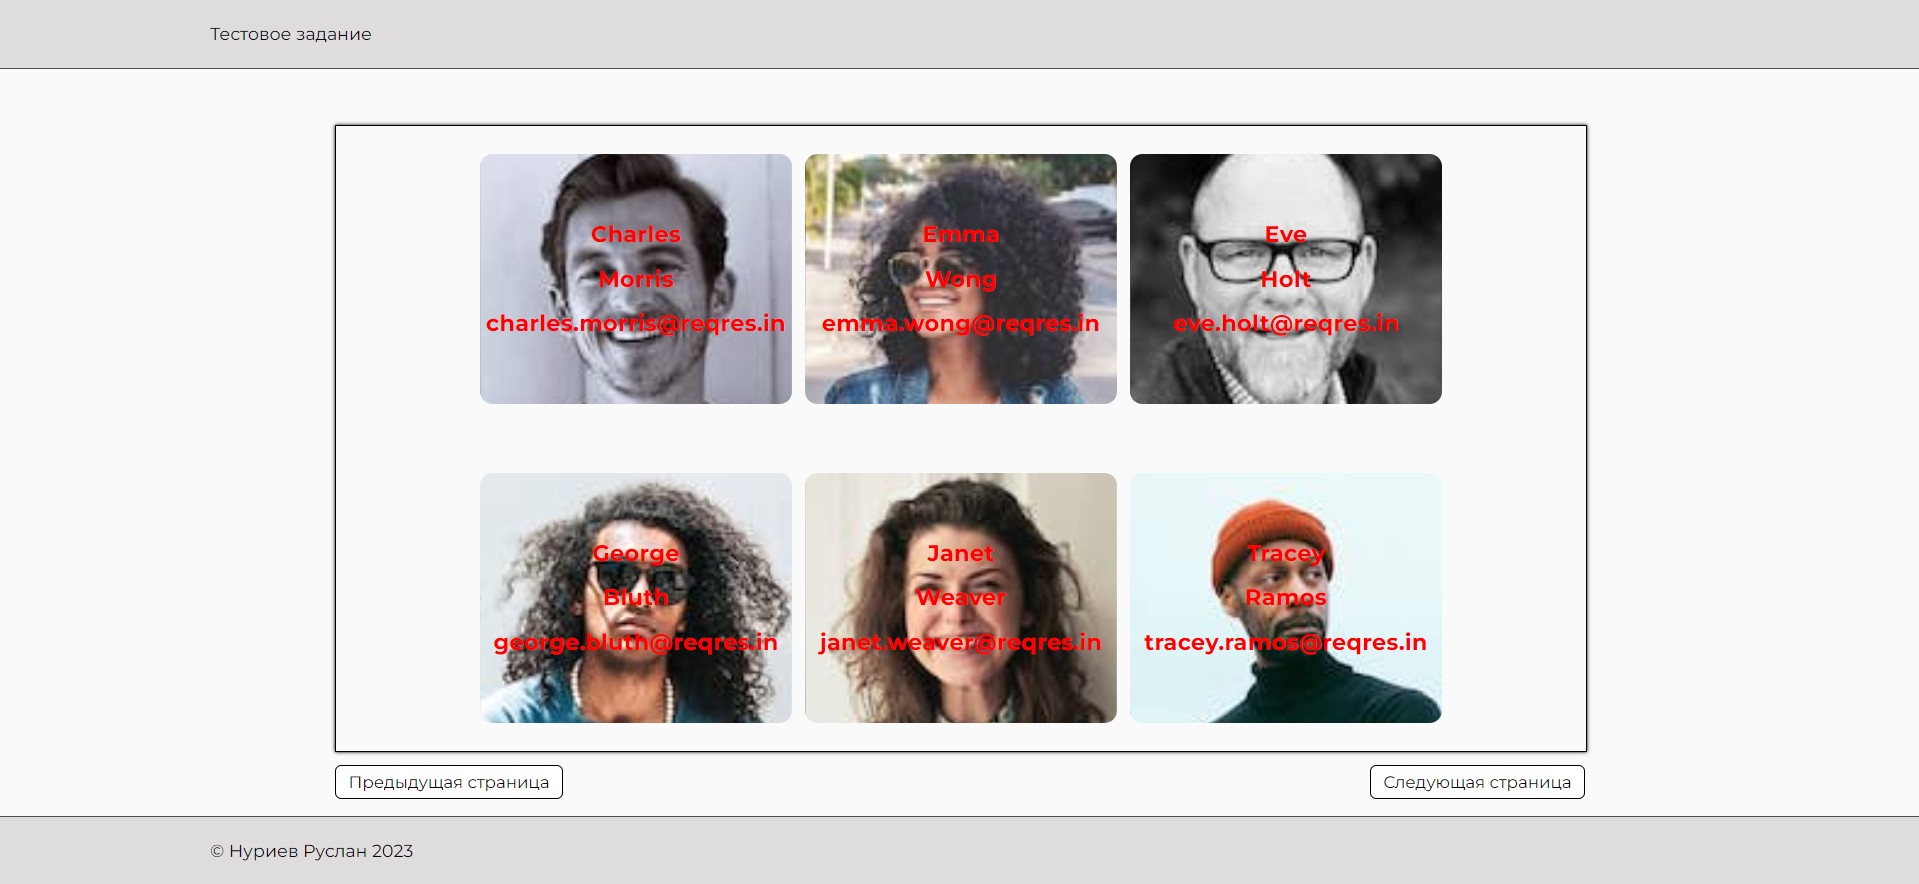 Тестовое задание
Charles
Morris
charles.morris@reqres.in
Emma
Wong
emma.wong@reqres.in
Eve
Holt
eve.holt@reqres.in
George
Bluth
george.bluth@reqres.in
Janet
Weaver
janet.weaver@reqres.in
Tracey
Ramos
tracey.ramos@reqres.in
Предыдущая страница
Следующая страница
© Нуриев Руслан 2023